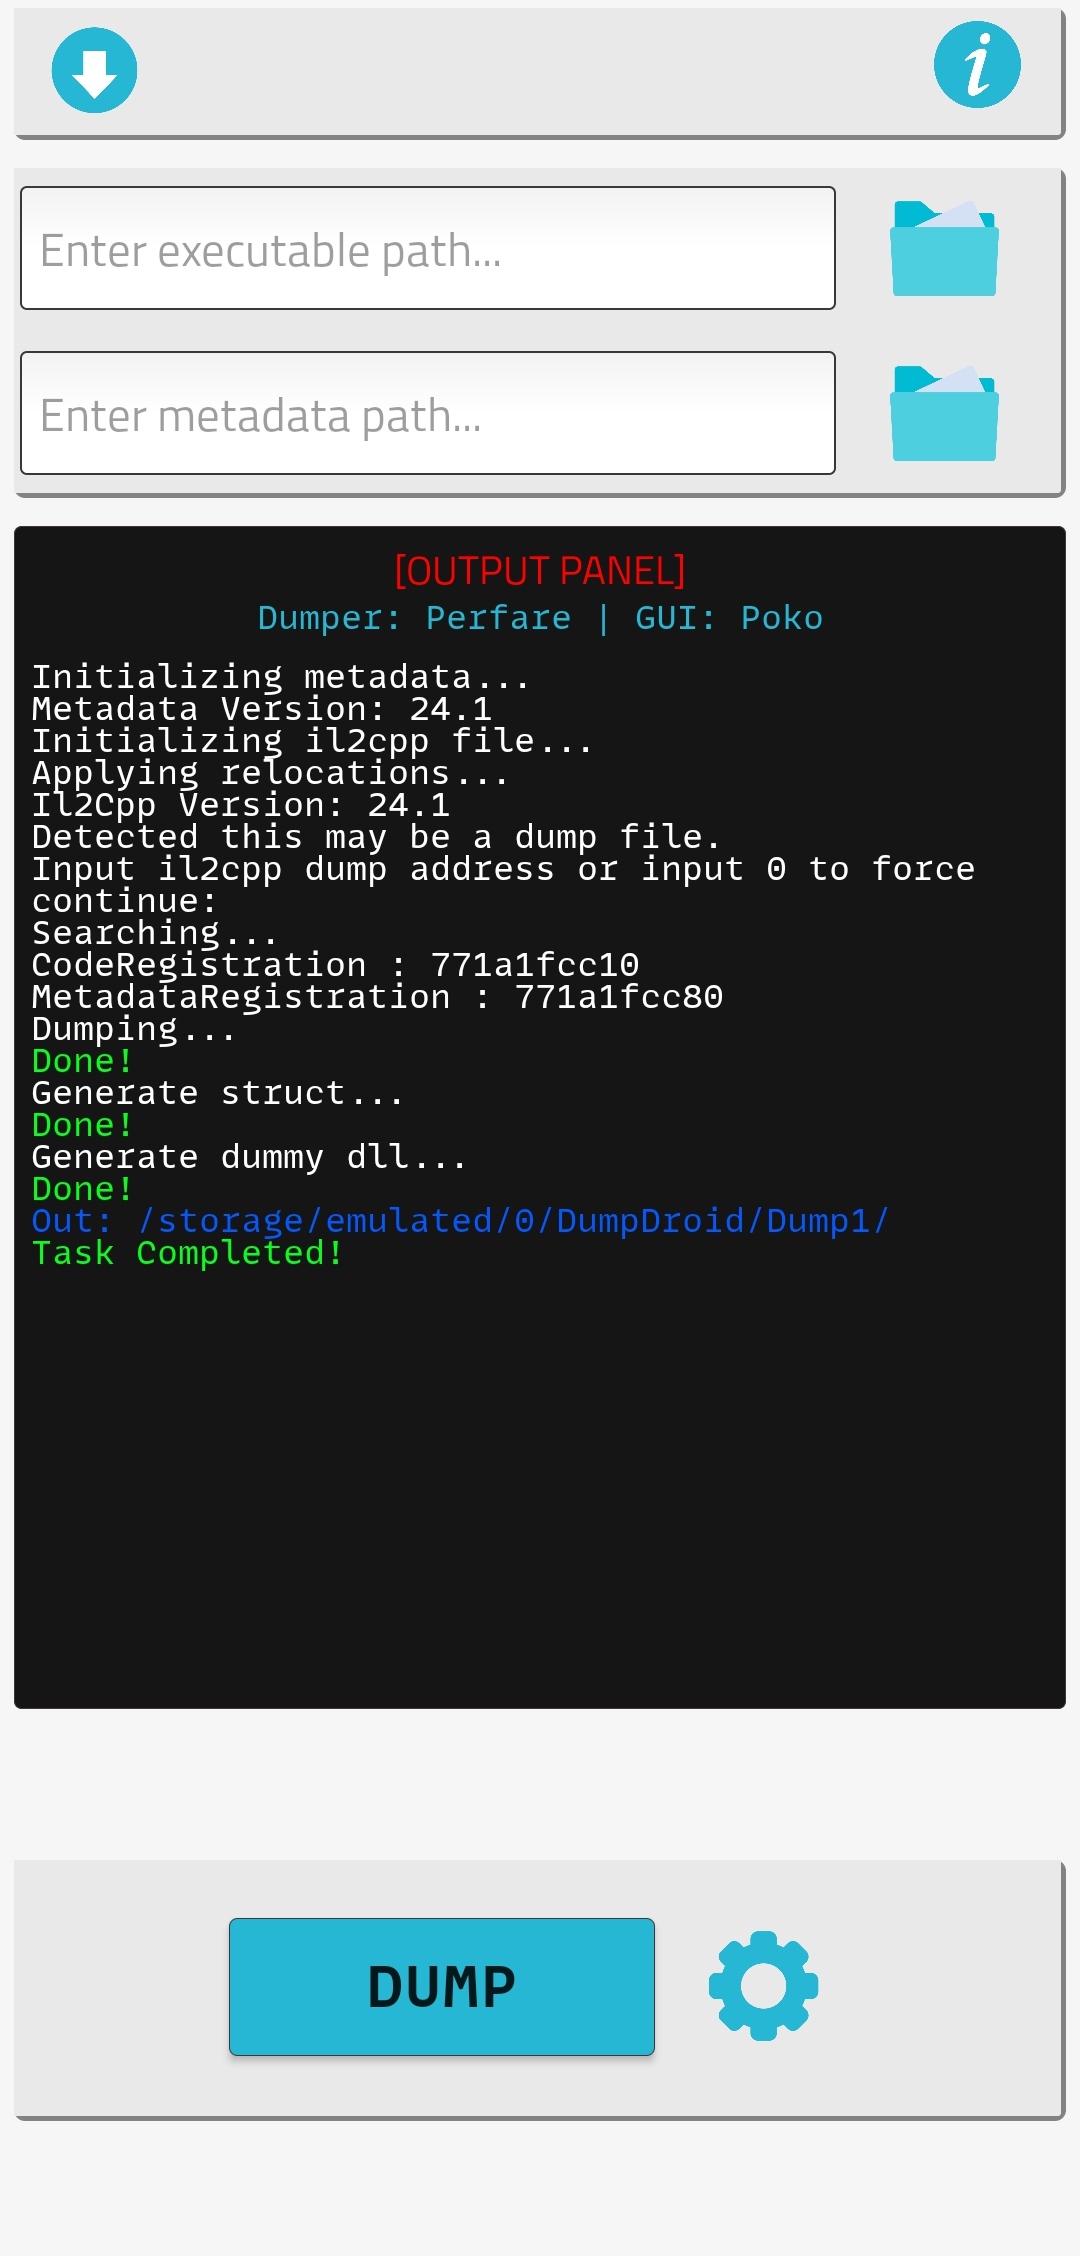 i
Enter executable path...
Enter metadata path...
[OUTPUT PANEL]
Dumper: Perfare | GUI: Poko
Initializing metadata...
Metadata Version: 24.1
Initializing il2cpp file...
Applying relocations...
Il2Cpp Version: 24.1
Detected this may be a dump file.
Input il2cpp dump address or input 0 to force
continue:
Searching...
CodeRegistration : 771a1fcc10
MetadataRegistration : 771a1fcc80
Dumping...
Done!
Generate struct...
Done!
Generate dummy dll...
Done!
Out: /storage/emulated/0/DumpDroid/Dump1/
Task Completed!
DUMP